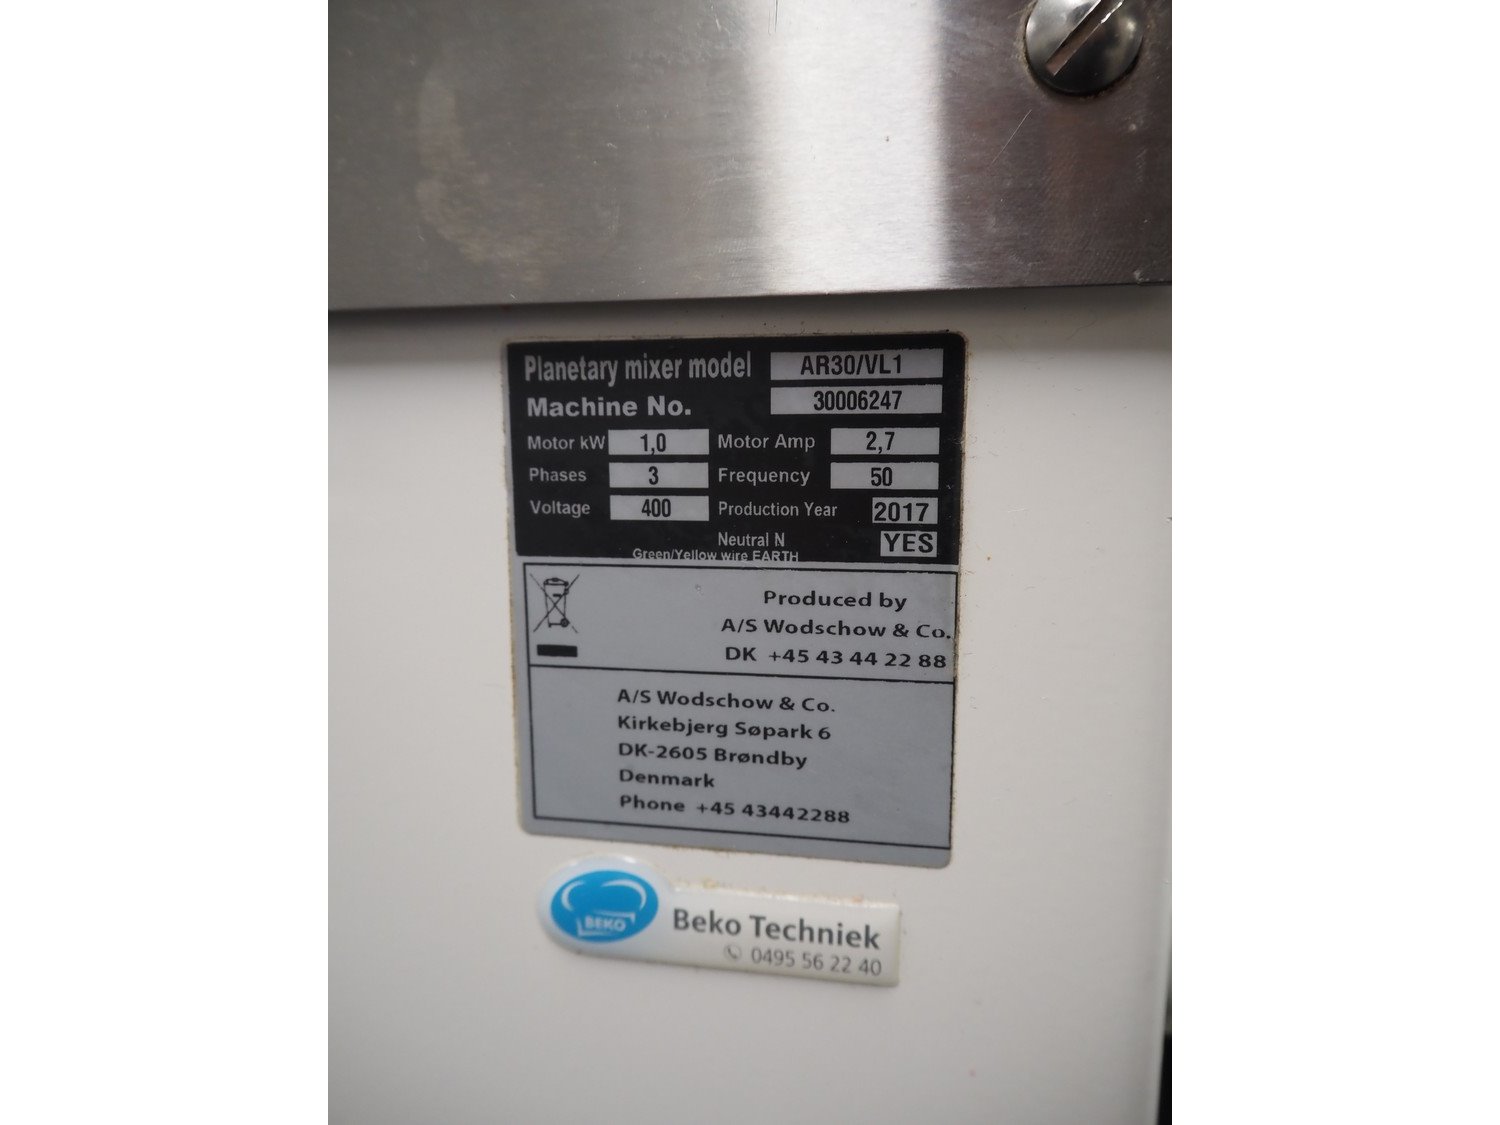 Planetary mixer model AR30/VL1
Machine No. 30006247
Motor kW 1,0 Motor Amp 2,7
Phases 3 Frequency 50
Voltage 400 Production Year 2017
Neutral N YES
Green/Yellow wire EARTH
Produced by
A/S Wodschow & Co.
DK +45 43 44 22 88
A/S Wodschow & Co.
Kirkebjerg Søpark 6
DK-2605 Brøndby
Denmark
Phone +45 43442288
BEKO
Beko Techniek
0495 56 22 40